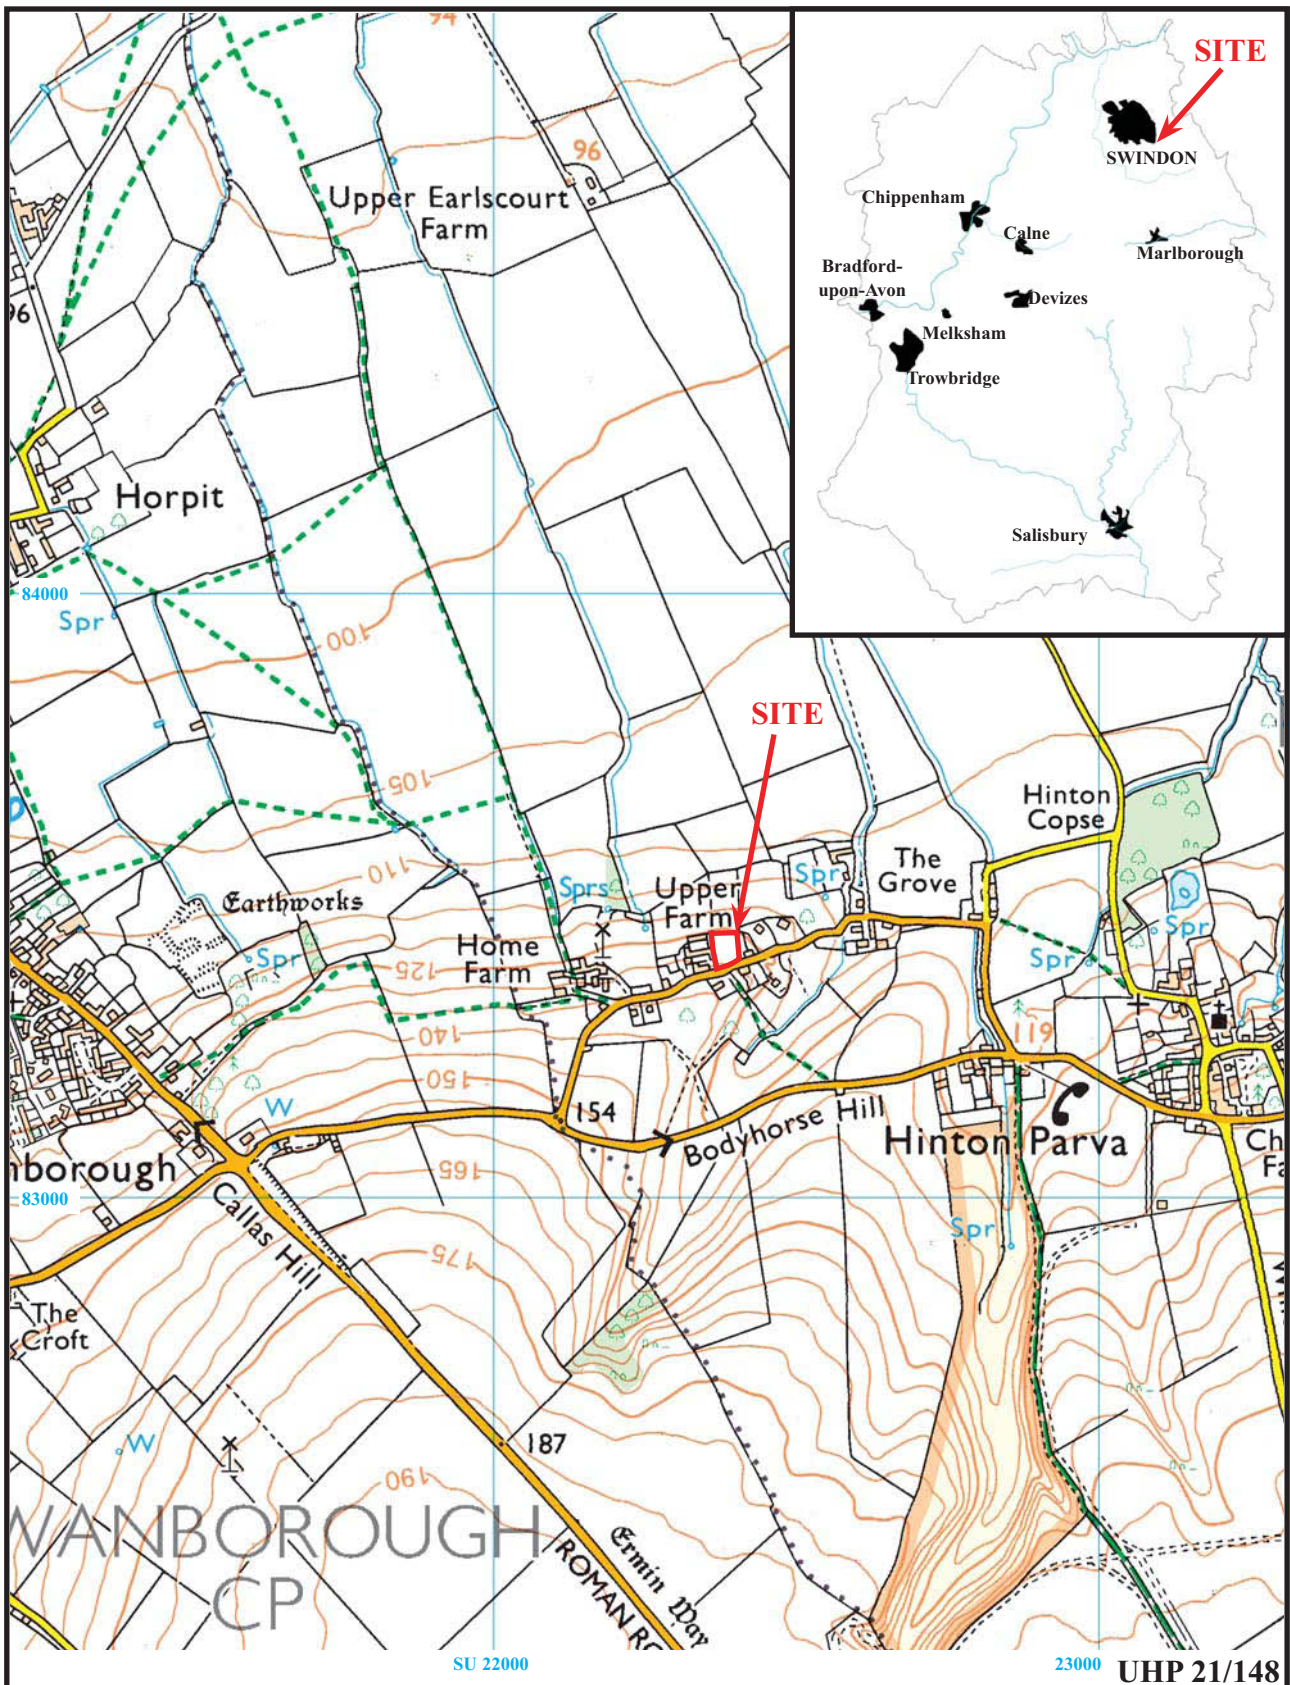 94
SITE
SWINDON
Chippenham
Calne
Marlborough
Bradford-
upon-Avon
Devizes
Melksham
Trowbridge
Salisbury
96
Upper Earlscourt
Farm
96
Horpit
84000
Spr
100
SITE
105
Hinton
Copse
110
Earthworks
Sprs
Upper
Farm
Spr
The
Grove
Spr
125
Home
Farm
Spr
Spr
140
119
150
W
154
Bodyhorse Hill
Hinton Parva
Ch
Fa
nborough
165
83000
Callas Hill
175
Spr
The
Croft
W
187
190
WANBOROUGH
CP
Ermin Way
ROMAN RO
SU 22000
23000
UHP 21/148